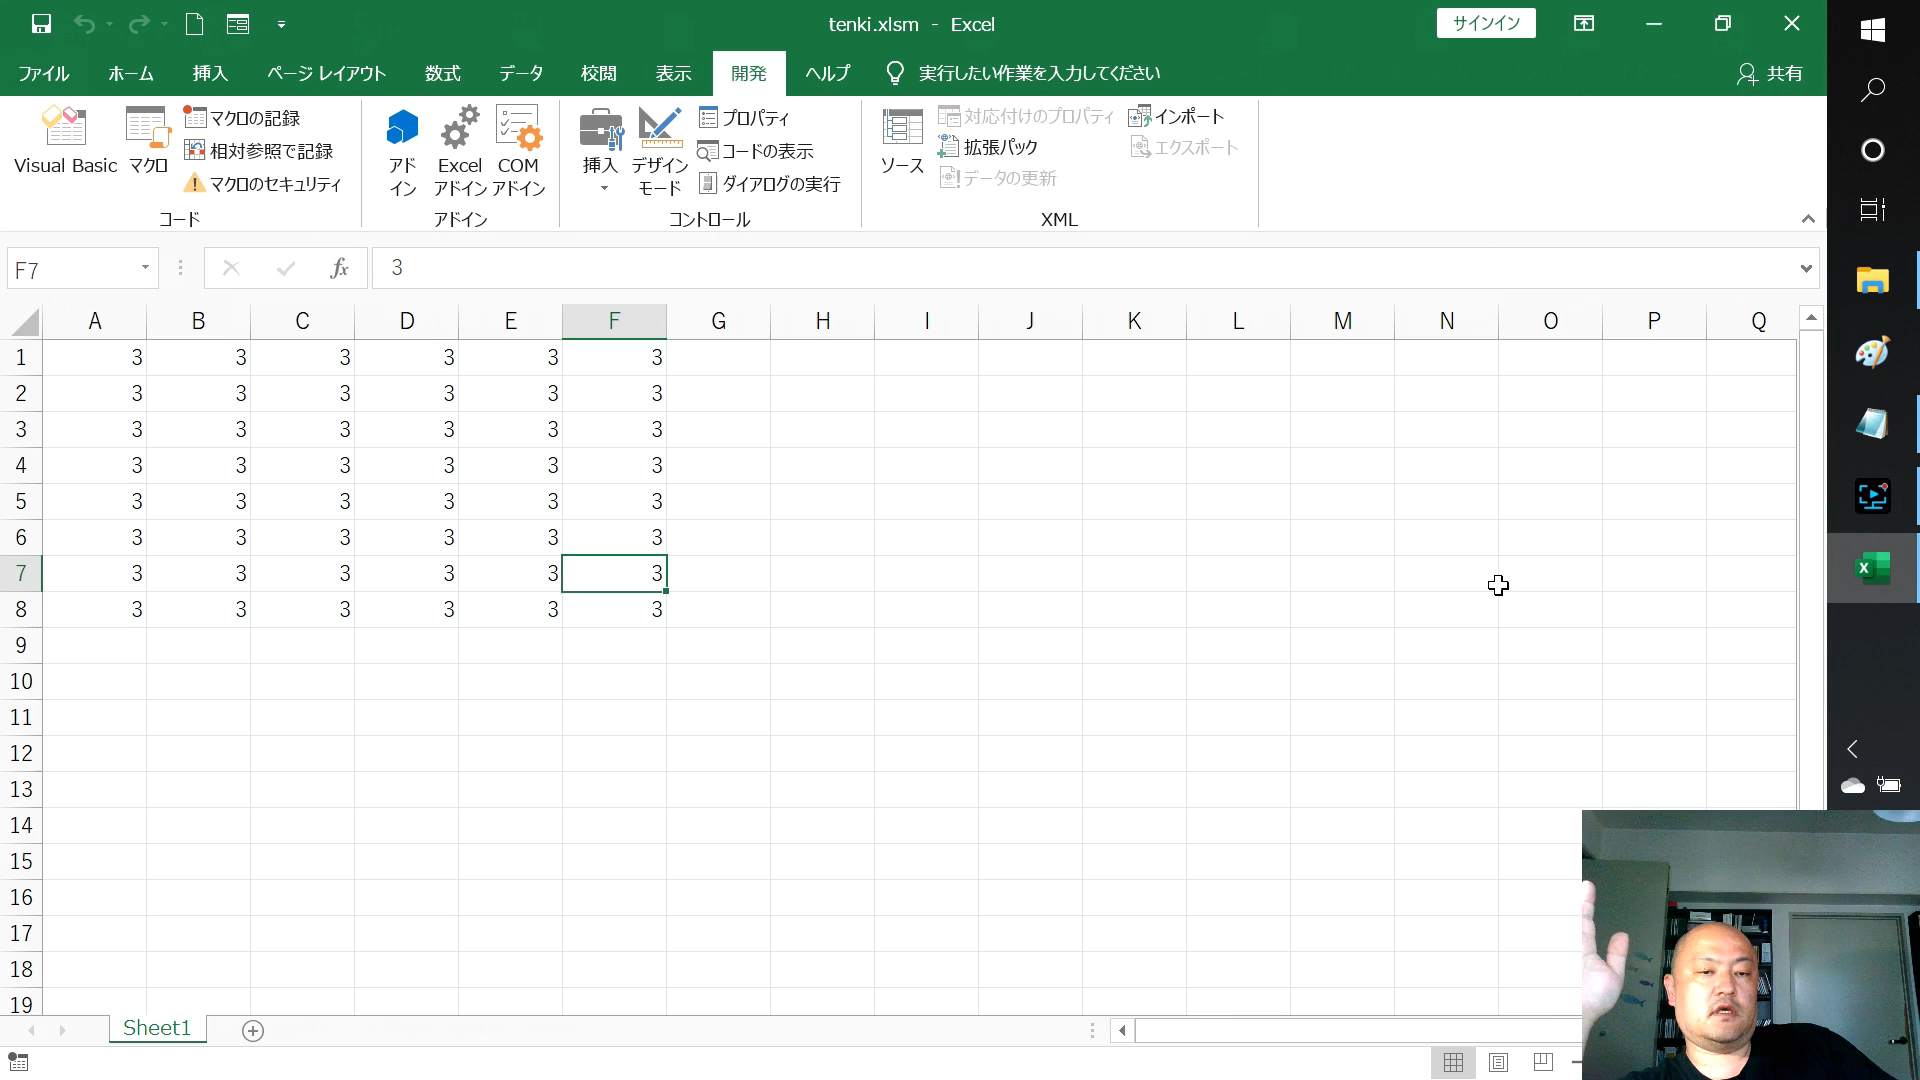 tenki.xlsm - Excel
サインイン
ファイル ホーム 挿入 ページ レイアウト 数式 データ 校閲 表示 開発 ヘルプ 実行したい作業を入力してください 共有
Visual Basic
マクロ
マクロの記録
相対参照で記録
マクロのセキュリティ
コード
アド
イン
Excel
アドイン
COM
アドイン
アドイン
挿入
デザイン
モード
プロパティ
コードの表示
ダイアログの実行
コントロール
ソース
対応付けのプロパティ
拡張パック
データの更新
インポート
エクスポート
XML
F7 fx 3
A B C D E F G H I J K L M N O P Q
1 3 3 3 3 3 3
2 3 3 3 3 3 3
3 3 3 3 3 3 3
4 3 3 3 3 3 3
5 3 3 3 3 3 3
6 3 3 3 3 3 3
7 3 3 3 3 3 3
8 3 3 3 3 3 3
9
10
11
12
13
14
15
16
17
18
19
Sheet1